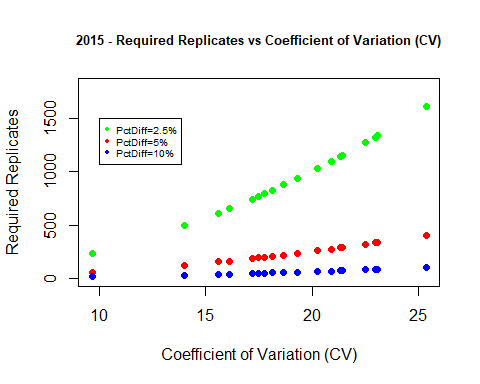 2015 - Required Replicates vs Coefficient of Variation (CV)
Required Replicates
1500
1000
500
0
PctDiff=2.5%
PctDiff=5%
PctDiff=10%
10 15 20 25
Coefficient of Variation (CV)